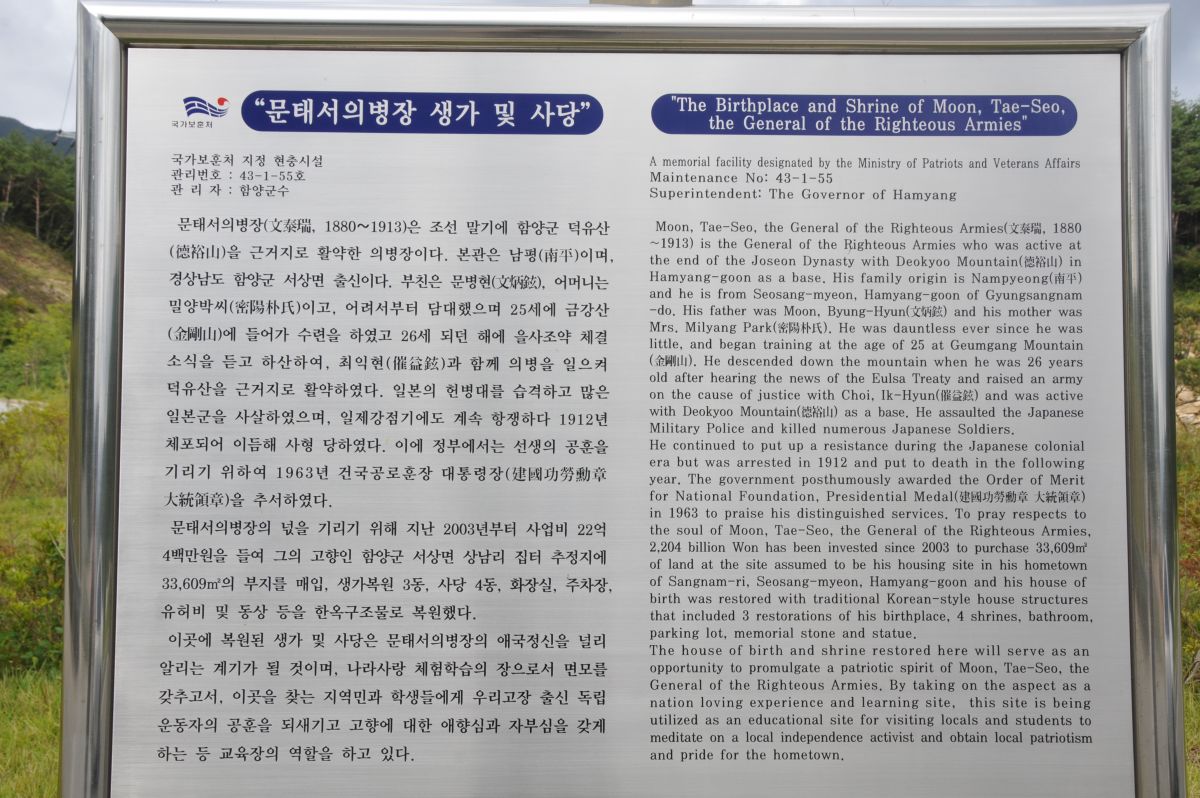 국가보훈처
“문태서의병장 생가 및 사당”
국가보훈처 지정 현충시설
관리번호 : 43-1-55호
관 리 자 : 함양군수
문태서의병장(文泰瑞, 1880～1913)은 조선 말기에 함양군 덕유산
(德裕山)을 근거지로 활약한 의병장이다. 본관은 남평(南平)이며,
경상남도 함양군 서상면 출신이다. 부친은 문병현(文炳鉉), 어머니는
밀양박씨(密陽朴氏)이고, 어려서부터 담대했으며 25세에 금강산
(金剛山)에 들어가 수련을 하였고 26세 되던 해에 을사조약 체결
소식을 듣고 하산하여, 최익현(催益鉉)과 함께 의병을 일으켜
덕유산을 근거지로 활약하였다. 일본의 헌병대를 습격하고 많은
일본군을 사살하였으며, 일제강점기에도 계속 항쟁하다 1912년
체포되어 이듬해 사형 당하였다. 이에 정부에서는 선생의 공훈을
기리기 위하여 1963년 건국공로훈장 대통령장(建國功勞勳章
大統領章)을 추서하였다.
문태서의병장의 넋을 기리기 위해 지난 2003년부터 사업비 22억
4백만원을 들여 그의 고향인 함양군 서상면 상남리 집터 추정지에
33,609㎡의 부지를 매입, 생가복원 3동, 사당 4동, 화장실, 주차장,
유허비 및 동상 등을 한옥구조물로 복원했다.
이곳에 복원된 생가 및 사당은 문태서의병장의 애국정신을 널리
알리는 계기가 될 것이며, 나라사랑 체험학습의 장으로서 면모를
갖추고서, 이곳을 찾는 지역민과 학생들에게 우리고장 출신 독립
운동자의 공훈을 되새기고 고향에 대한 애향심과 자부심을 갖게
하는 등 교육장의 역할을 하고 있다.
"The Birthplace and Shrine of Moon, Tae-Seo,
the General of the Righteous Armies"
A memorial facility designated by the Ministry of Patriots and Veterans Affairs
Maintenance No: 43-1-55
Superintendent: The Governor of Hamyang
Moon, Tae-Seo, the General of the Righteous Armies(文泰瑞, 1880
～1913) is the General of the Righteous Armies who was active at
the end of the Joseon Dynasty with Deokyoo Mountain(德裕山) in
Hamyang-goon as a base. His family origin is Nampyeong(南平)
and he is from Seosang-myeon, Hamyang-goon of Gyungsangnam
-do. His father was Moon, Byung-Hyun(文炳鉉) and his mother was
Mrs. Milyang Park(密陽朴氏). He was dauntless ever since he was
little, and began training at the age of 25 at Geumgang Mountain
(金剛山). He descended down the mountain when he was 26 years
old after hearing the news of the Eulsa Treaty and raised an army
on the cause of justice with Choi, Ik-Hyun(催益鉉) and was active
with Deokyoo Mountain(德裕山) as a base. He assaulted the Japanese
Military Police and killed numerous Japanese Soldiers.
He continued to put up a resistance during the Japanese colonial
era but was arrested in 1912 and put to death in the following
year. The government posthumously awarded the Order of Merit
for National Foundation, Presidential Medal(建國功勞勳章 大統領章)
in 1963 to praise his distinguished services. To pray respects to
the soul of Moon, Tae-Seo, the General of the Righteous Armies,
2,204 billion Won has been invested since 2003 to purchase 33,609㎡
of land at the site assumed to be his housing site in his hometown
of Sangnam-ri, Seosang-myeon, Hamyang-goon and his house of
birth was restored with traditional Korean-style house structures
that included 3 restorations of his birthplace, 4 shrines, bathroom,
parking lot, memorial stone and statue.
The house of birth and shrine restored here will serve as an
opportunity to promulgate a patriotic spirit of Moon, Tae-Seo, the
General of the Righteous Armies. By taking on the aspect as a
nation loving experience and learning site, this site is being
utilized as an educational site for visiting locals and students to
meditate on a local independence activist and obtain local patriotism
and pride for the hometown.